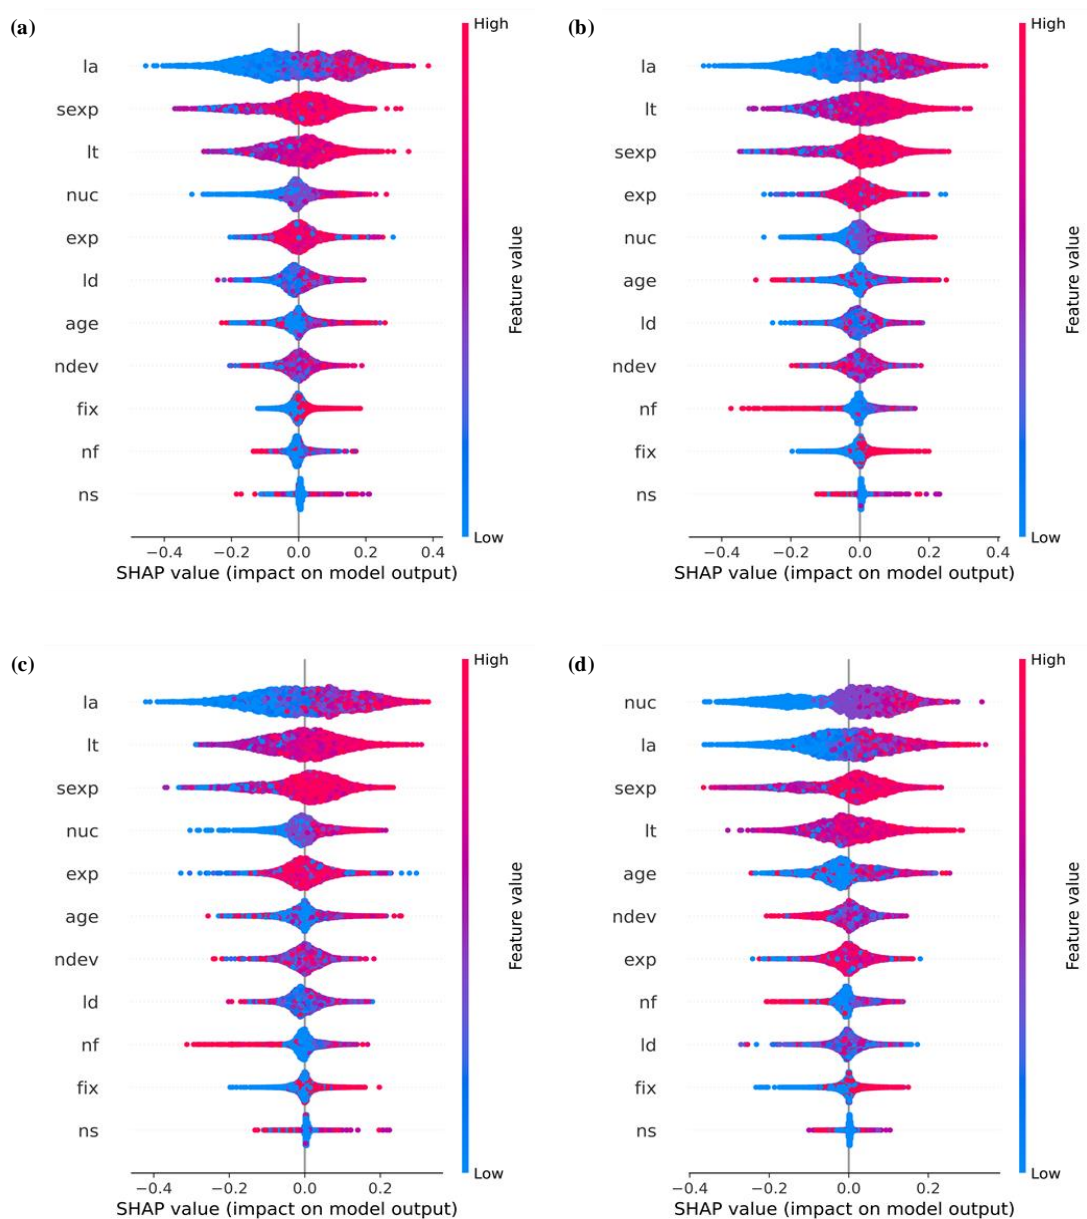 (a)
High
la
sexp
lt
nuc
exp
ld
age
ndev
fix
nf
ns
Feature value
Low
−0.4 −0.2 0.0 0.2 0.4
SHAP value (impact on model output)
(b)
High
la
lt
sexp
exp
nuc
age
ld
ndev
nf
fix
ns
Feature value
Low
−0.4 −0.2 0.0 0.2 0.4
SHAP value (impact on model output)
(c)
High
la
lt
sexp
nuc
exp
age
ndev
ld
nf
fix
ns
Feature value
Low
−0.4 −0.2 0.0 0.2
SHAP value (impact on model output)
(d)
High
nuc
la
sexp
lt
age
ndev
exp
nf
ld
fix
ns
Feature value
Low
−0.4 −0.2 0.0 0.2
SHAP value (impact on model output)